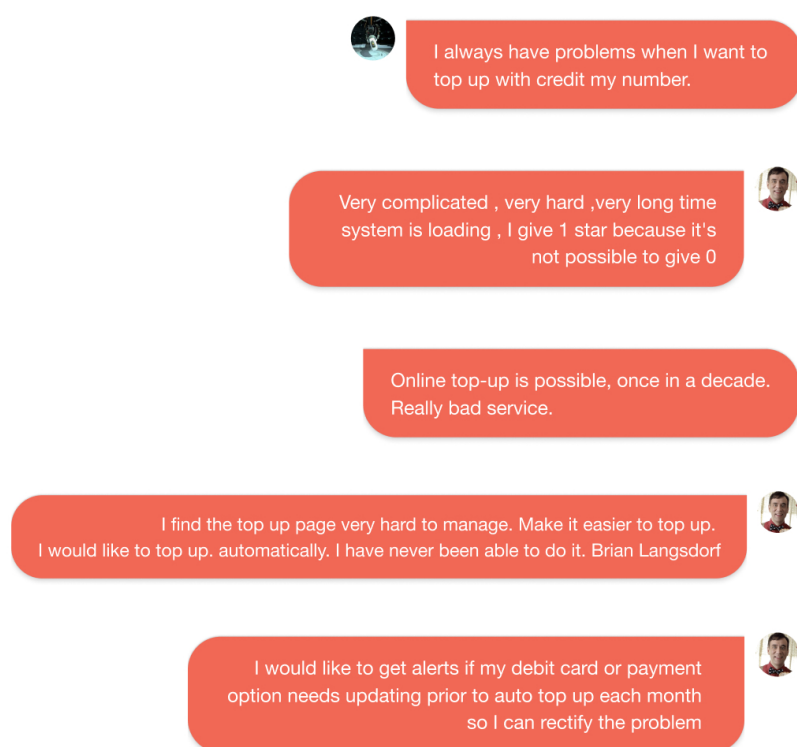 I always have problems when I want to
top up with credit my number.
Very complicated , very hard ,very long time
system is loading , I give 1 star because it's
not possible to give 0
Online top-up is possible, once in a decade.
Really bad service.
I find the top up page very hard to manage. Make it easier to top up.
I would like to top up. automatically. I have never been able to do it. Brian Langsdorf
I would like to get alerts if my debit card or payment
option needs updating prior to auto top up each month
so I can rectify the problem